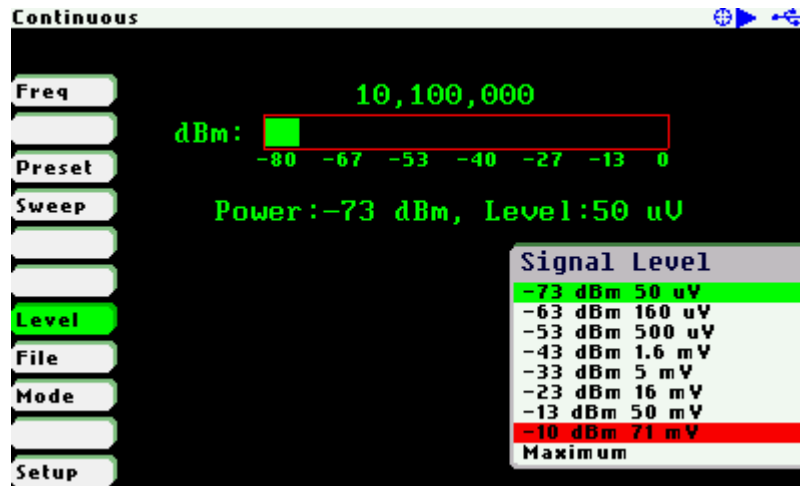 Continuous
Freq
10,100,000
dBm:
-80 -67 -53 -40 -27 -13 0
Preset
Sweep
Power:-73 dBm, Level:50 uV
Signal Level
-73 dBm 50 uV
-63 dBm 160 uV
-53 dBm 500 uV
-43 dBm 1.6 mV
-33 dBm 5 mV
-23 dBm 16 mV
-13 dBm 50 mV
-10 dBm 71 mV
Maximum
Level
File
Mode
Setup